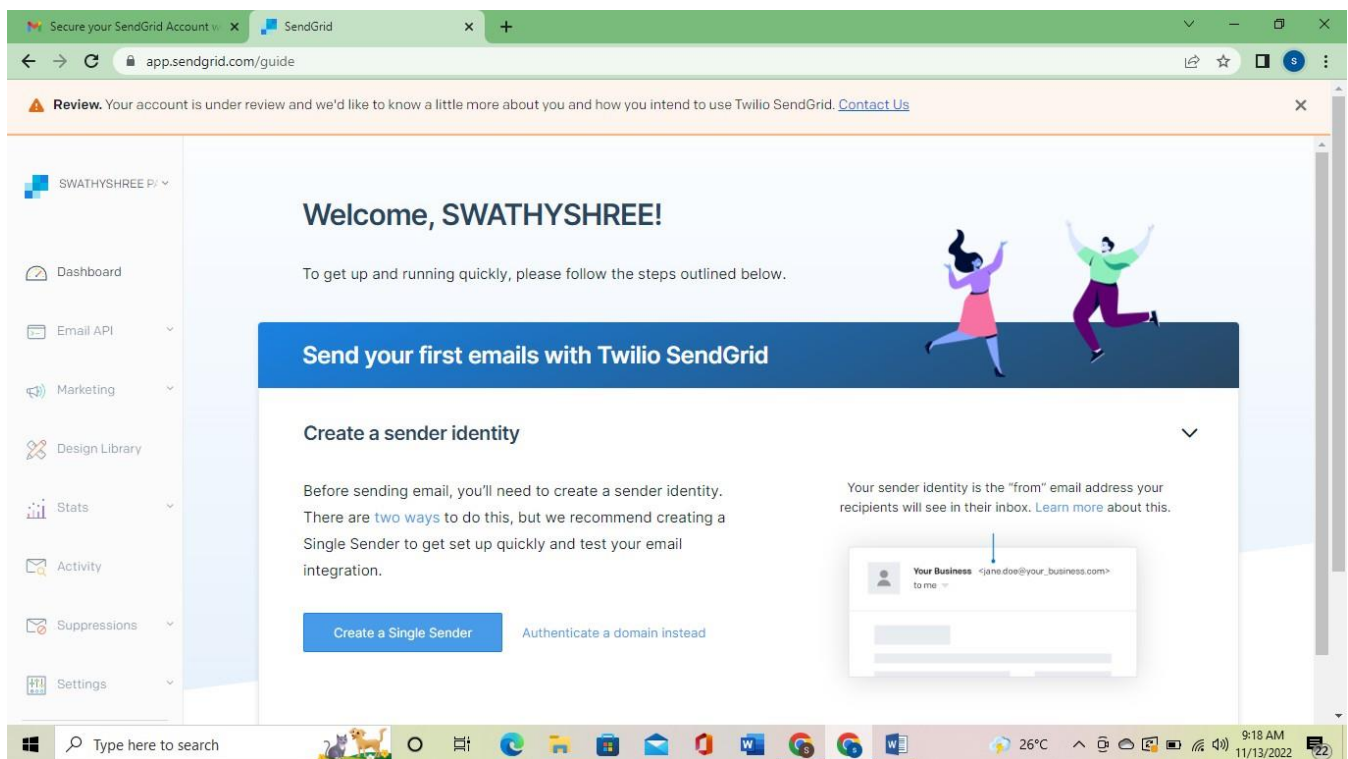 Secure your SendGrid Account w
SendGrid
app.sendgrid.com/guide
S
Review. Your account is under review and we'd like to know a little more about you and how you intend to use Twilio SendGrid. Contact Us
SWATHYSHREE
Welcome, SWATHYSHREE!
To get up and running quickly, please follow the steps outlined below.
Dashboard
Email API
Marketing
Design Library
Stats
Activity
Suppressions
Settings
Send your first emails with Twilio SendGrid
Create a sender identity
Before sending email, you'll need to create a sender identity.
There are two ways to do this, but we recommend creating a
Single Sender to get set up quickly and test your email
integration.
Create a Single Sender
Authenticate a domain instead
Your sender identity is the "from" email address your
recipients will see in their inbox. Learn more about this.
Your Business <jane.doe@your_business.com>
to me
Type here to search
26°C
9:18 AM
11/13/2022
22